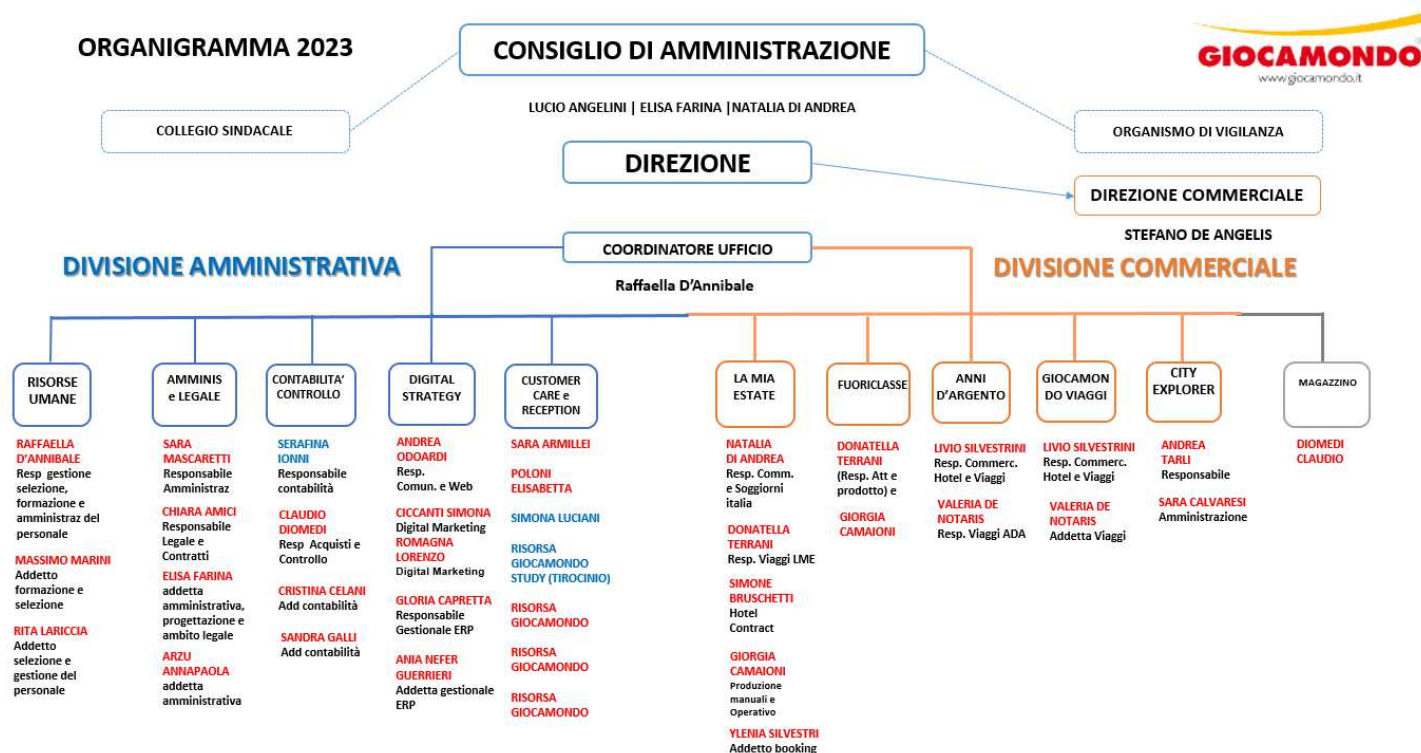 ORGANIGRAMMA 2023
CONSIGLIO DI AMMINISTRAZIONE
GIOCAMONDO
www.giocamondo.it
LUCIO ANGELINI | ELISA FARINA |NATALIA DI ANDREA
COLLEGIO SINDACALE
ORGANISMO DI VIGILANZA
DIREZIONE
DIREZIONE COMMERCIALE
STEFANO DE ANGELIS
COORDINATORE UFFICIO
Raffaella D'Annibale
DIVISIONE AMMINISTRATIVA
DIVISIONE COMMERCIALE
RISORSE
UMANE
RAFFAELLA
D'ANNIBALE
Resp gestione
selezione,
formazione e
amministraz del
personale
MASSIMO MARINI
Addetto
formazione e
selezione
RITA LARICCIA
Addetto
selezione e
gestione del
personale
AMMINIS
e LEGALE
SARA
MASCARETTI
Responsabile
Amministraz
CHIARA AMICI
Responsabile
Legale e
Contratti
ELISA FARINA
addetta
amministrativa,
progettazione e
ambito legale
ARZU
ANNAPAOLA
addetta
amministrativa
CONTABILITA'
CONTROLLO
SERAFINA
IONNI
Responsabile
contabilità
CLAUDIO
DIOMEDI
Resp Acquisti e
Controllo
CRISTINA CELANI
Add contabilità
SANDRA GALLI
Add contabilità
DIGITAL
STRATEGY
ANDREA
ODOARDI
Resp.
Comun. e Web
CICCANTI SIMONA
Digital Marketing
ROMAGNA
LORENZO
Digital Marketing
GLORIA CAPRETTA
Responsabile
Gestionale ERP
ANIA NEFER
GUERRIERI
Addetta gestionale
ERP
CUSTOMER
CARE e
RECEPTION
SARA ARMILLEI
POLONI
ELISABETTA
SIMONA LUCIANI
RISORSA
GIOCAMONDO
STUDY (TIROCINIO)
RISORSA
GIOCAMONDO
RISORSA
GIOCAMONDO
RISORSA
GIOCAMONDO
LA MIA
ESTATE
NATALIA
DI ANDREA
Resp. Comm.
e Soggiorni
italia
DONATELLA
TERRANI
Resp. Viaggi LME
SIMONE
BRUSCHETTI
Hotel
Contract
GIORGIA
CAMAIONI
Produzione
manuali e
Operativo
YLENIA SILVESTRI
Addetto booking
FUORICLASSE
DONATELLA
TERRANI
(Resp. Att e
prodotto) e
GIORGIA
CAMAIONI
ANNI
D'ARGENTO
LIVIO SILVESTRINI
Resp. Commerc.
Hotel e Viaggi
VALERIA DE
NOTARIS
Resp. Viaggi ADA
GIOCAMON
DO VIAGGI
LIVIO SILVESTRINI
Resp. Commerc.
Hotel e Viaggi
VALERIA DE
NOTARIS
Addetta Viaggi
CITY
EXPLORER
ANDREA
TARLI
Responsabile
SARA CALVARESI
Amministrazione
MAGAZZINO
DIOMEDI
CLAUDIO